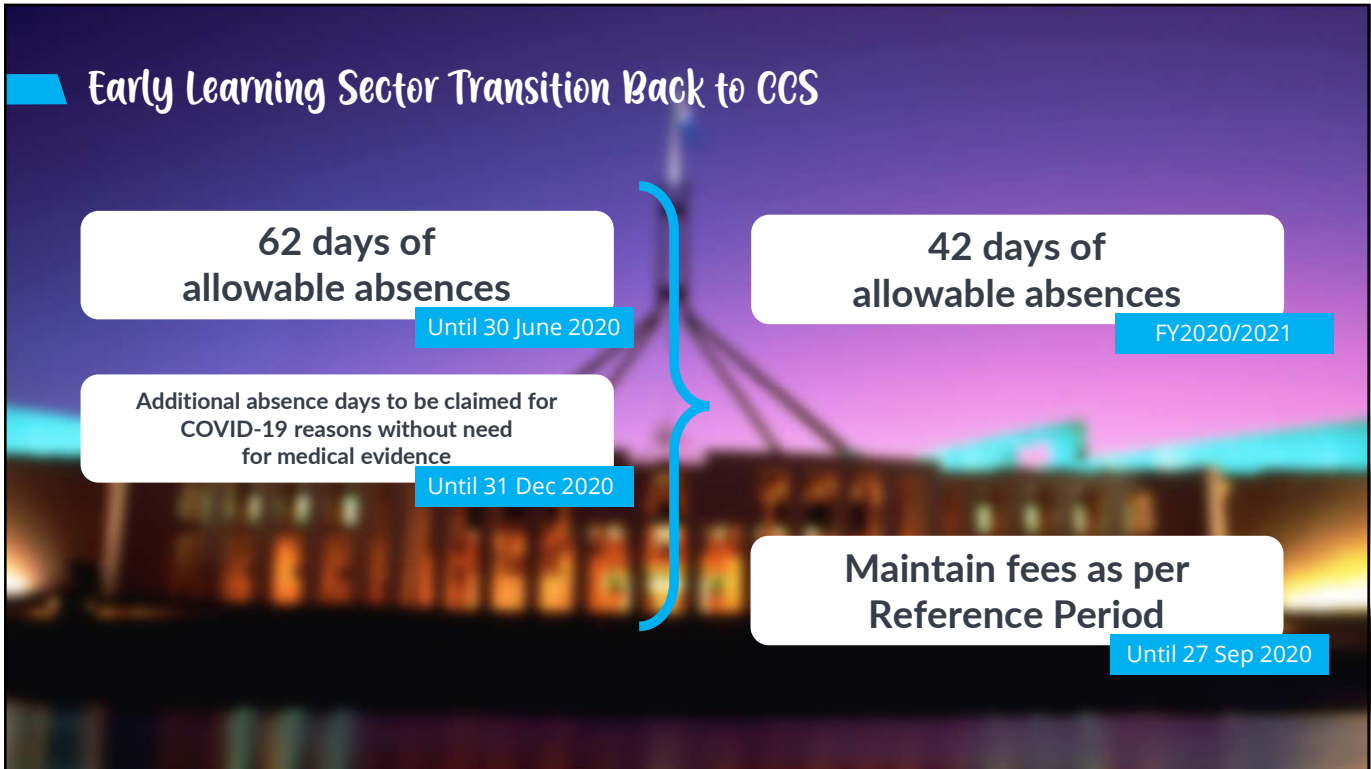 Early Learning Sector Transition Back to CCS
62 days of
allowable absences
Until 30 June 2020
Additional absence days to be claimed for
COVID-19 reasons without need
for medical evidence
Until 31 Dec 2020
42 days of
allowable absences
FY2020/2021
Maintain fees as per
Reference Period
Until 27 Sep 2020